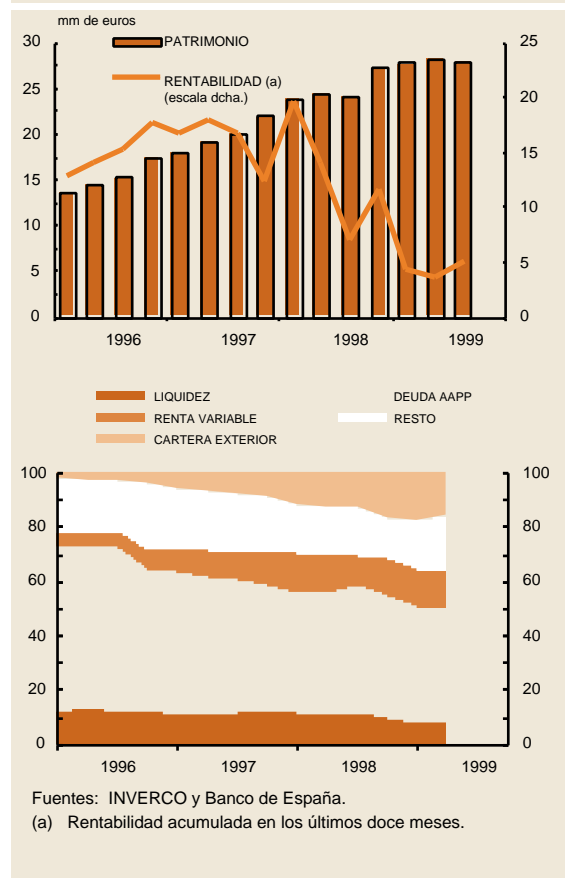 mm de euros
30 25
PATRIMONIO
25
RENTABILIDAD (a)
(escala dcha.)
20
20
15
15
10
10
5
5
0 0
1996 1997 1998 1999
LIQUIDEZ DEUDA AAPP
RENTA VARIABLE RESTO
CARTERA EXTERIOR
100 100
80 80
60 60
40 40
20 20
0 0
1996 1997 1998 1999
Fuentes: INVERCO y Banco de España.
(a) Rentabilidad acumulada en los últimos doce meses.